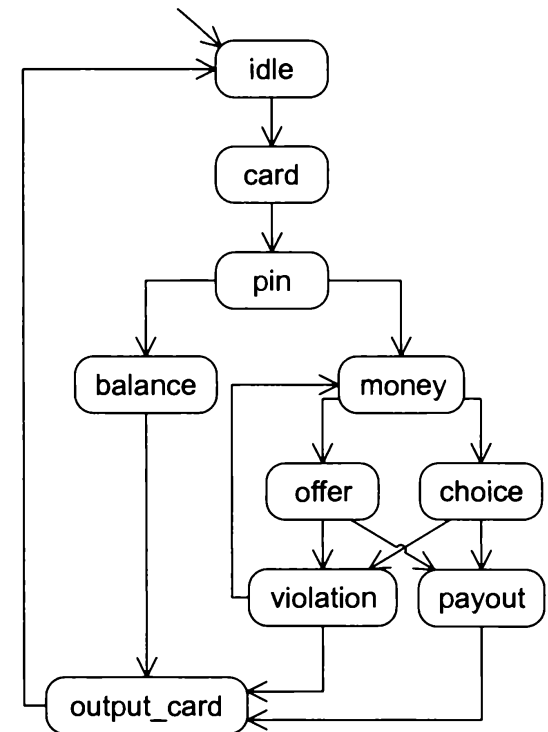 idle
card
pin
balance
money
offer
choice
violation
payout
output_card